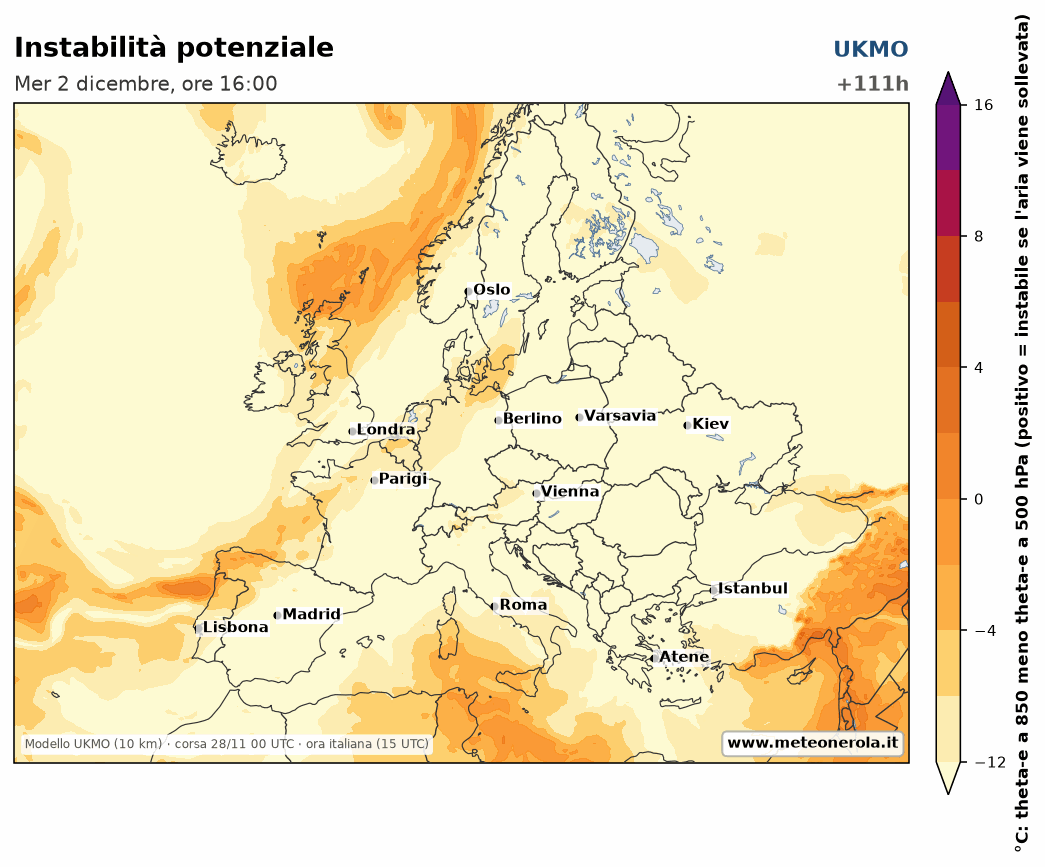 Instabilità potenziale
UKMO
Mer 2 dicembre, ore 16:00
+111h
Oslo
Berlino
Varsavia
Kiev
Londra
Parigi
Vienna
Istanbul
Roma
Madrid
Lisbona
Atene
Modello UKMO (10 km) · corsa 28/11 00 UTC · ora italiana (15 UTC)
www.meteonerola.it
16
8
4
0
−4
−12
°C: theta-e a 850 meno theta-e a 500 hPa (positivo = instabile se l'aria viene sollevata)